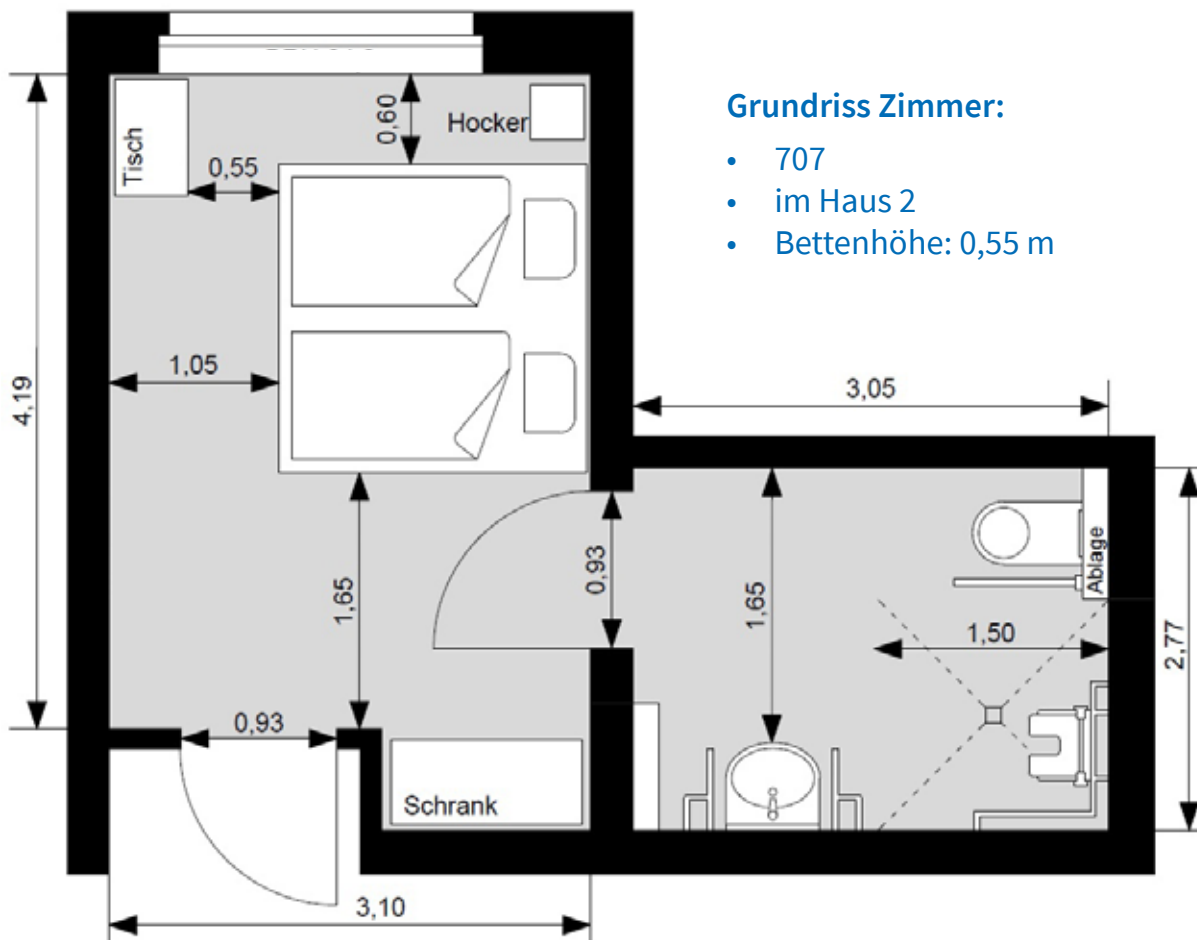 Grundriss Zimmer:
• 707
• im Haus 2
• Bettenhöhe: 0,55 m
Tisch
0,60
Hocker
0,55
1,05
4,19
3,05
1,65
0,93
1,65
Ablage
1,50
2,77
0,93
Schrank
3,10